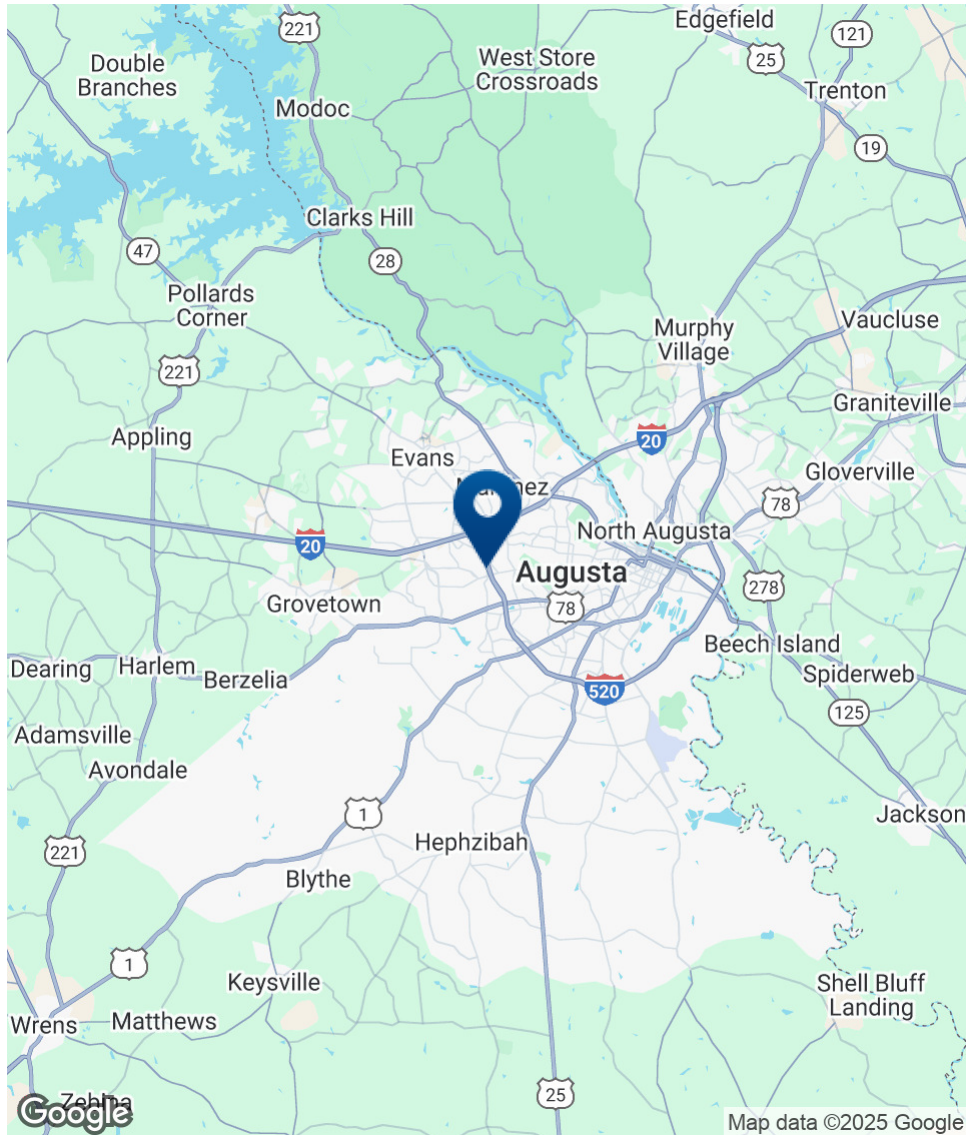 221
Edgefield
121
25
Double
Branches
West Store
Crossroads
Modoc
Trenton
19
Clarks Hill
47
28
Pollards
Corner
Murphy
Village
Vaucluse
221
Graniteville
Appling
20
Evans
Gloverville
Martinez
78
20
North Augusta
Augusta
278
Grovetown
78
Beech Island
Dearing
Harlem
Berzelia
Spiderweb
520
125
Adamsville
Avondale
1
Jackson
221
Hephzibah
Blythe
1
Keysville
Shell Bluff
Landing
Wrens
Matthews
25
Google
Map data ©2025 Google